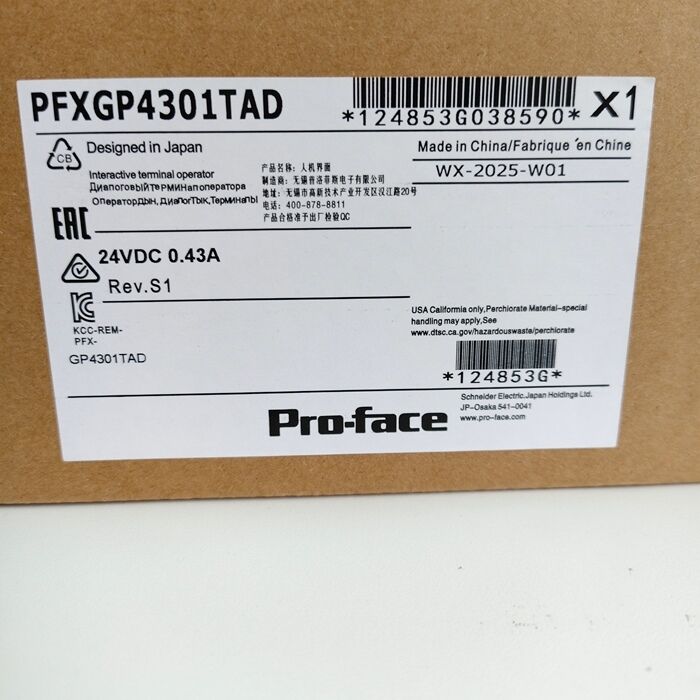 PFXGP4301TAD
*124853G038590*
X1
CB
Designed in Japan
Made in China/Fabrique en Chine
WX-2025-W01
Interactive terminal operator
Диалоговый терминал оператора
Оператордың, диалогтық, терминалы
产品名称：人机界面
制造商：无锡普洛菲斯电子有限公司
地址：无锡市高新技术产业开发区汉江路20号
电话：400-878-8811
产品合格准予出厂检验QC
EAC
24VDC 0.43A
Rev.S1
KCC-REM-
PFX-
GP4301TAD
USA California only,Perchlorate Material-special
handling may apply,See
www.dtsc.ca.gov/hazardouswaste/perchlorate
*124853G*
Schneider Electric.Japan Holdings Ltd.
JP-Osaka 541-0041
www.pro-face.com
Pro-face